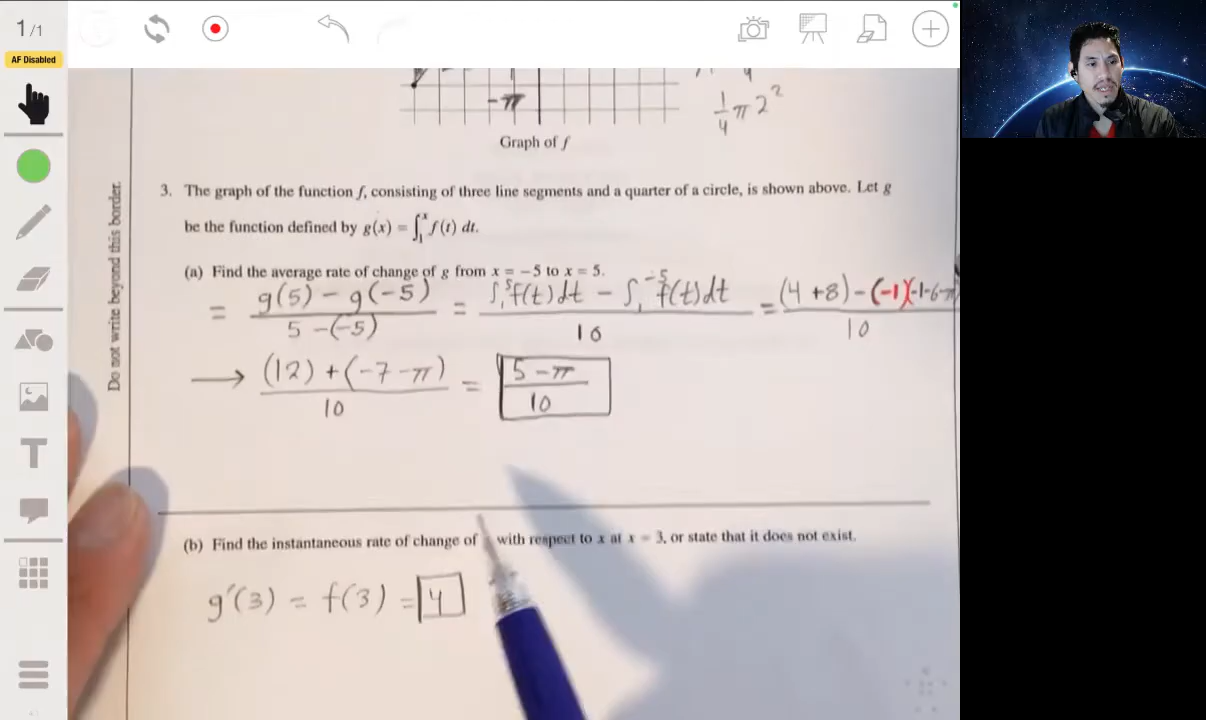 1/1
AF Disabled
-π
1/4 π 2²
Graph of f
Do not write beyond this border.
3. The graph of the function f, consisting of three line segments and a quarter of a circle, is shown above. Let g
be the function defined by g(x) = ∫₁ˣ f(t) dt.
(a) Find the average rate of change of g from x = −5 to x = 5.
= (g(5) − g(−5)) / (5 −(−5)) = (∫₁⁵ f(t)dt − ∫₁⁻⁵ f(t)dt) / 10 = ((4 +8) − (−1)(−1−6−π / 10
→ ((12) + (−7 −π)) / 10 = (5 −π) / 10
(b) Find the instantaneous rate of change of with respect to x at x = 3, or state that it does not exist.
g'(3) = f(3) = 4
T